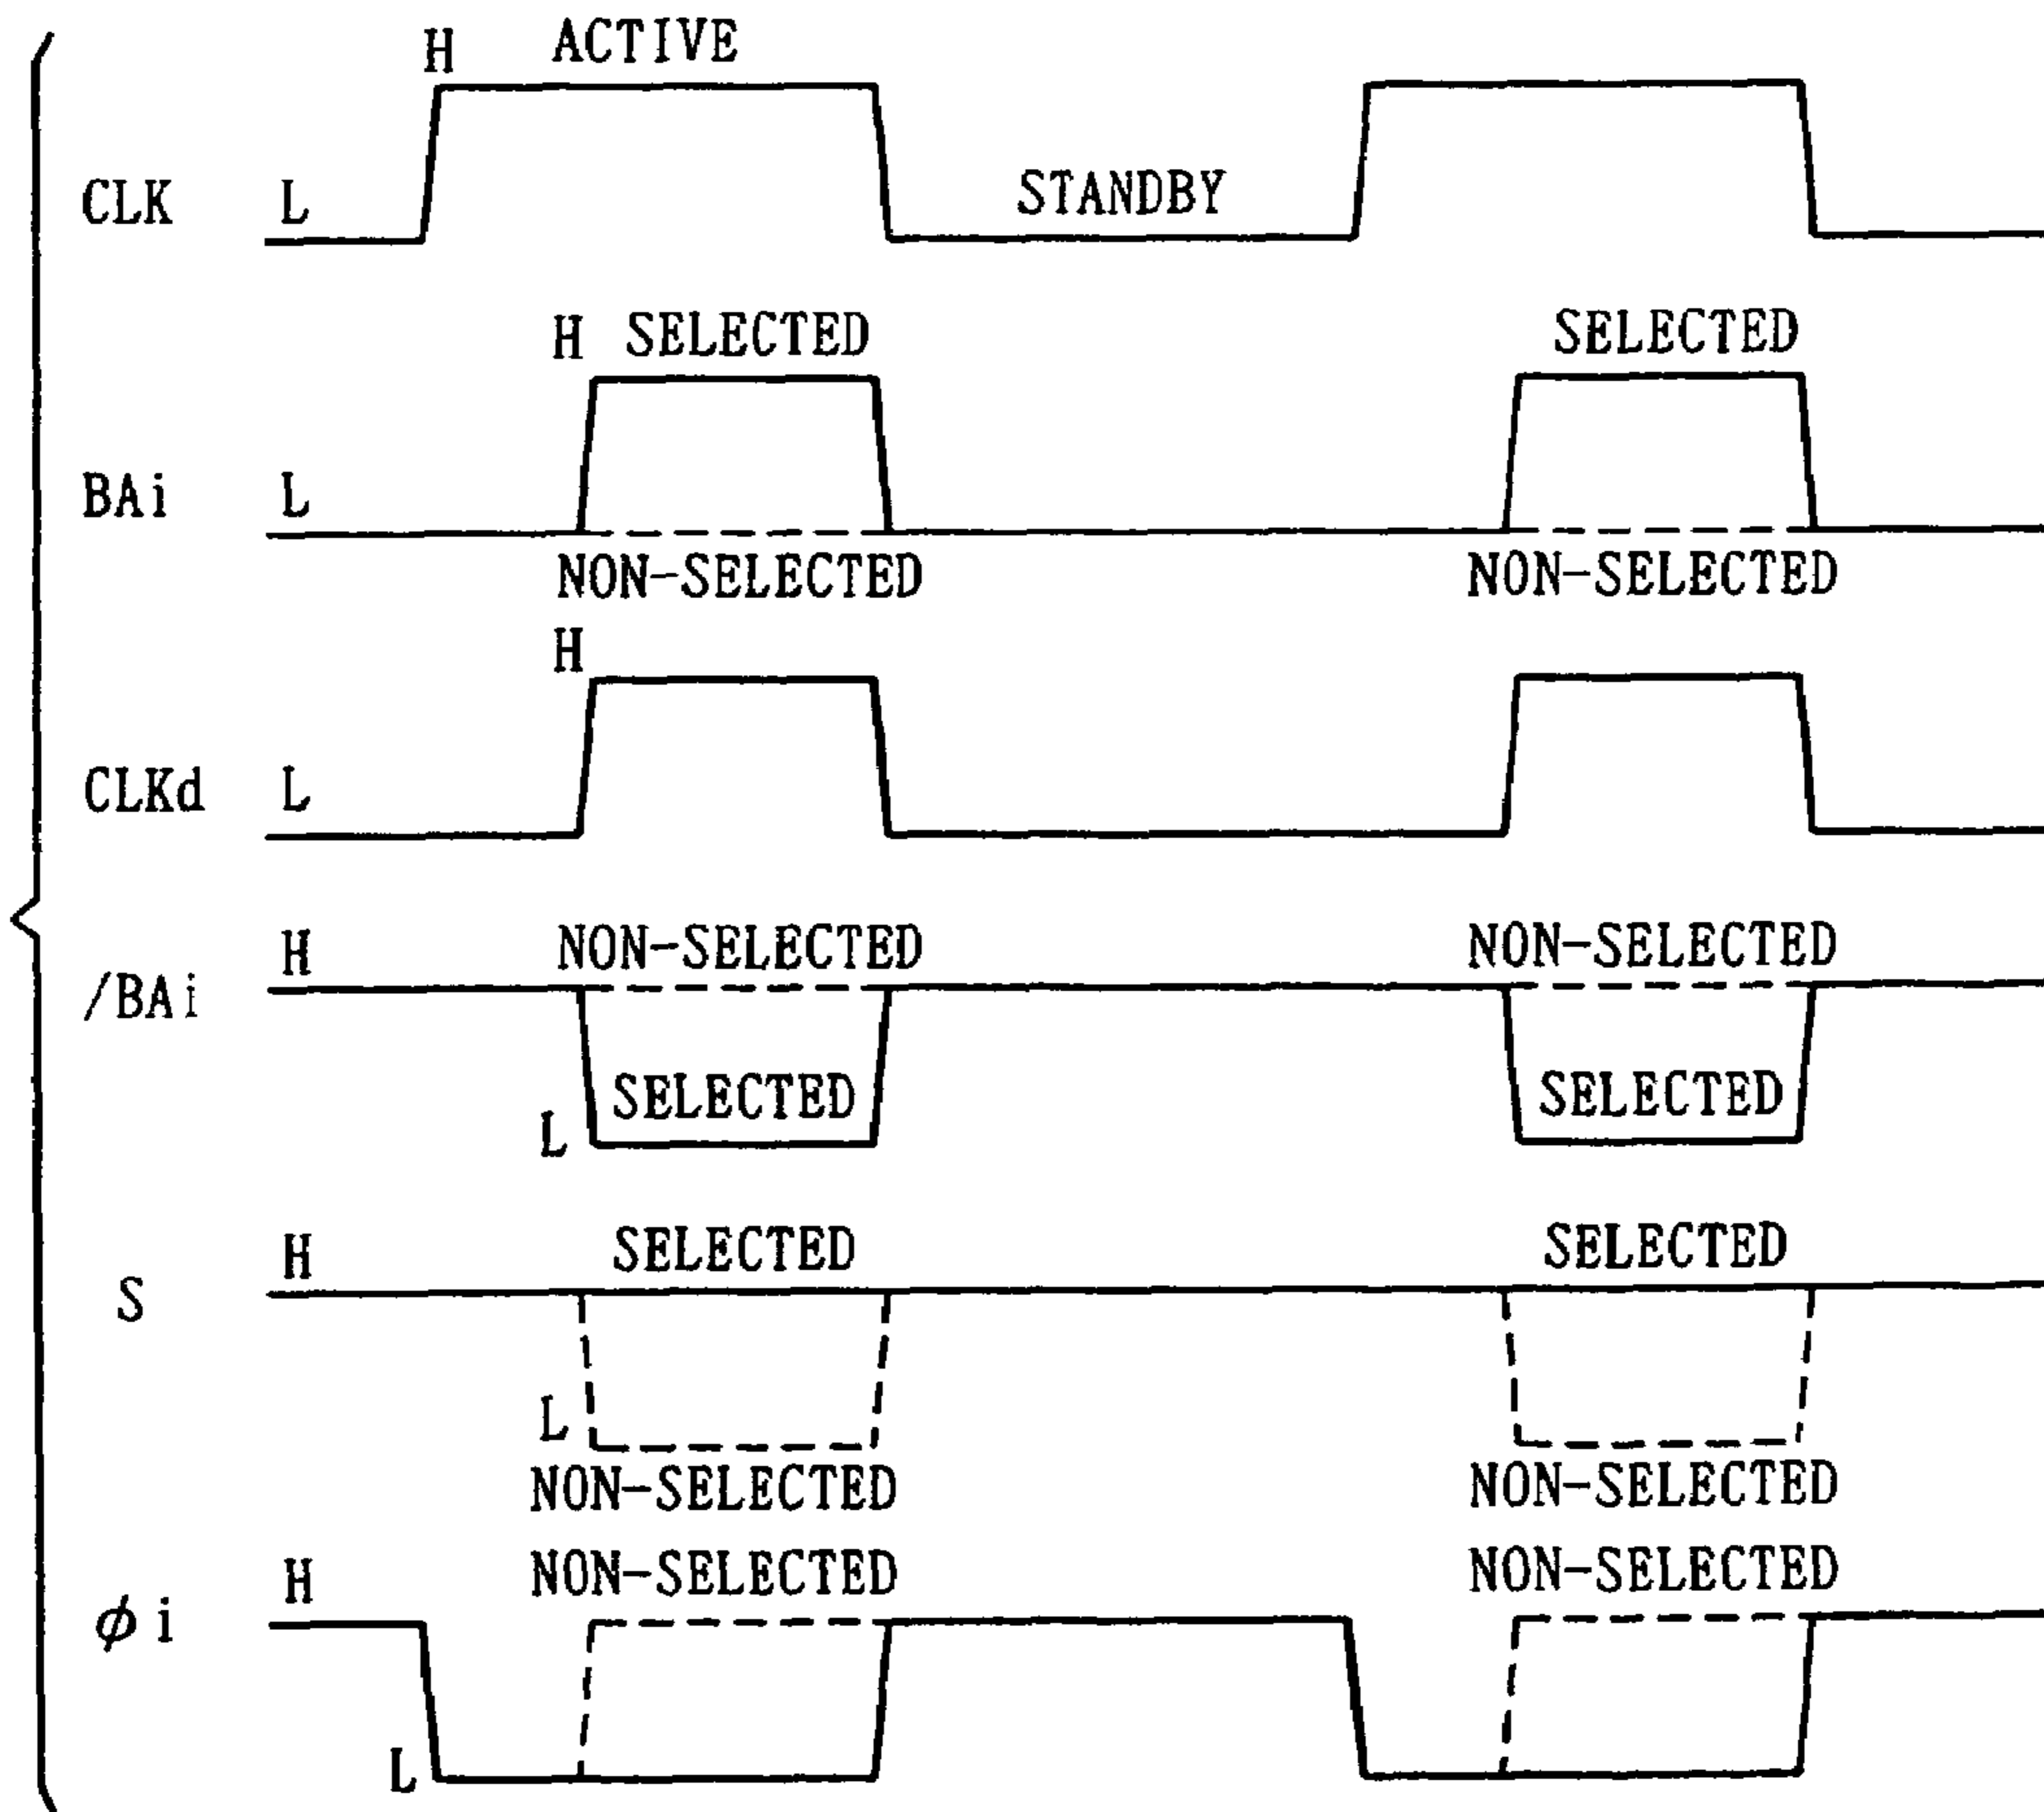 H ACTIVE
CLK L STANDBY
H SELECTED SELECTED
BAi L
NON-SELECTED NON-SELECTED
H
CLKd L
H NON-SELECTED NON-SELECTED
/BAi
SELECTED SELECTED
L
H SELECTED SELECTED
S
L
NON-SELECTED NON-SELECTED
H NON-SELECTED NON-SELECTED
ϕi
L